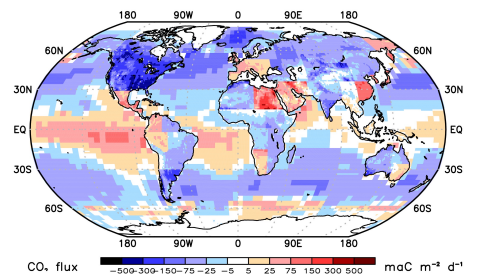 180 90W 0 90E 180
60N 60N
30N 30N
EQ EQ
30S 30S
60S 60S
180 90W 0 90E 180
CO₂ flux −500−300−150−75−25 −5 5 25 75 150 300 500 maC m⁻² d⁻¹